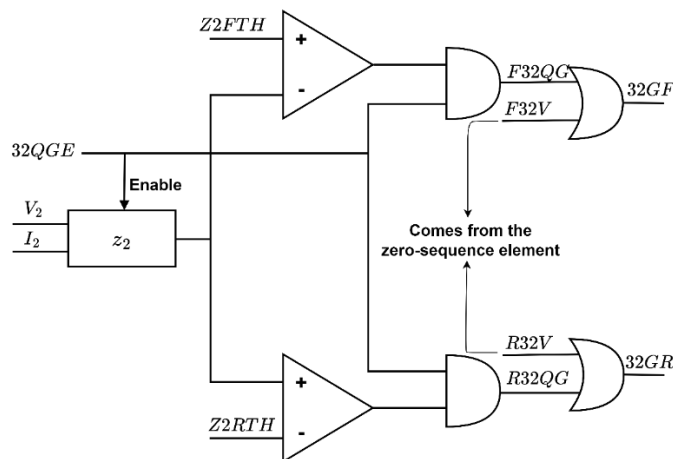 Z2FTH
+
-
F32QG
32GF
F32V
32QGE
Enable
V₂
I₂
z₂
Comes from the
zero-sequence element
R32V
32GR
R32QG
+
-
Z2RTH